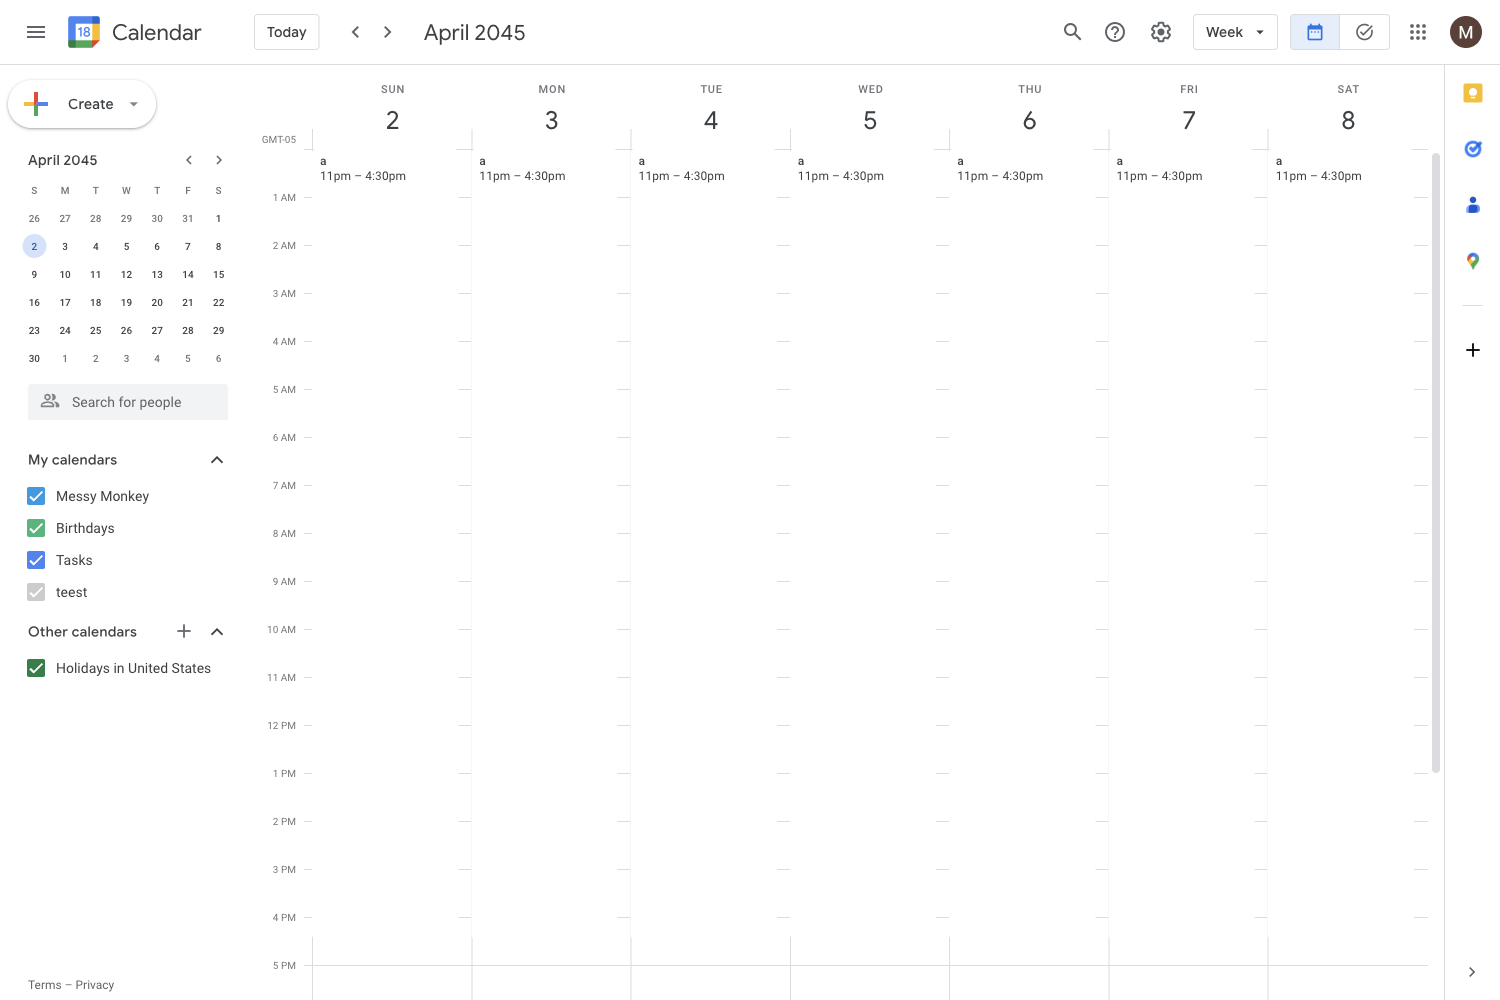 18 Calendar Today April 2045 Week M
Create
April 2045
S M T W T F S
26 27 28 29 30 31 1
2 3 4 5 6 7 8
9 10 11 12 13 14 15
16 17 18 19 20 21 22
23 24 25 26 27 28 29
30 1 2 3 4 5 6
Search for people
My calendars
Messy Monkey
Birthdays
Tasks
teest
Other calendars
Holidays in United States
Terms – Privacy
SUN MON TUE WED THU FRI SAT
2 3 4 5 6 7 8
GMT-05
a a a a a a a
11pm – 4:30pm 11pm – 4:30pm 11pm – 4:30pm 11pm – 4:30pm 11pm – 4:30pm 11pm – 4:30pm 11pm – 4:30pm
1 AM
2 AM
3 AM
4 AM
5 AM
6 AM
7 AM
8 AM
9 AM
10 AM
11 AM
12 PM
1 PM
2 PM
3 PM
4 PM
5 PM